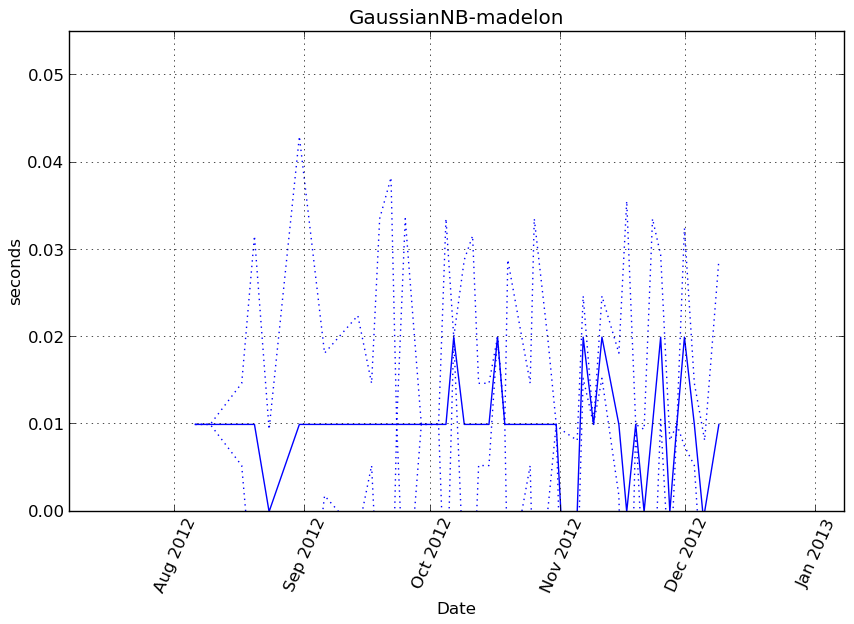 GaussianNB-madelon
0.05
0.04
0.03
0.02
0.01
0.00
seconds
Aug 2012
Sep 2012
Oct 2012
Nov 2012
Dec 2012
Jan 2013
Date